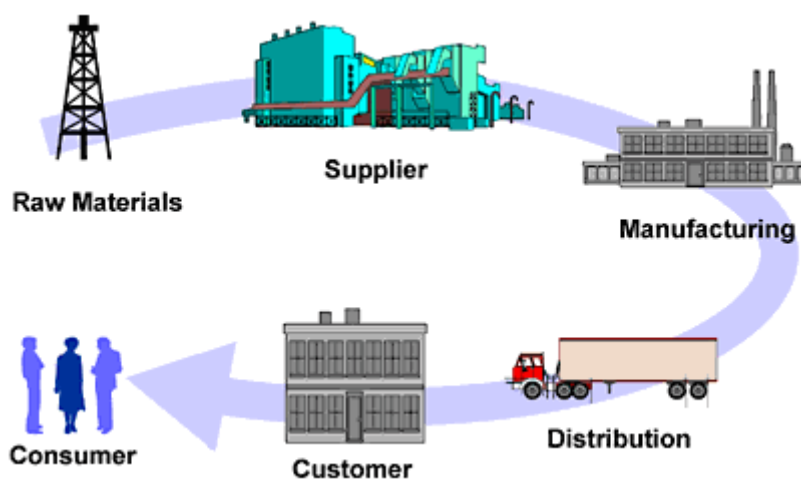 Raw Materials
Supplier
Manufacturing
Distribution
Customer
Consumer